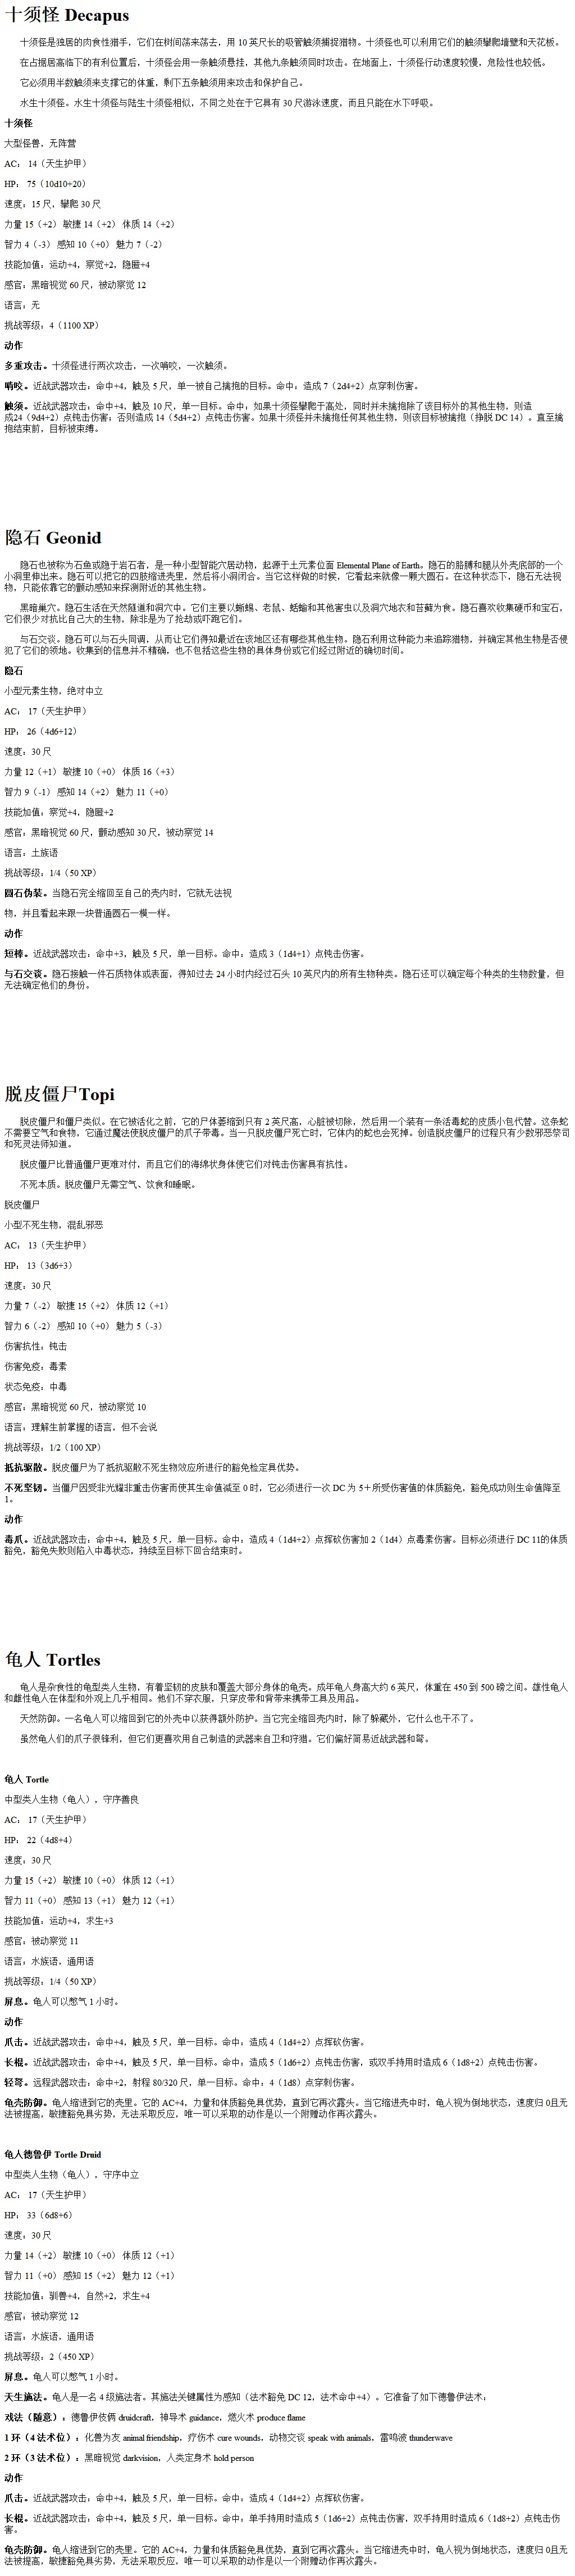 十须怪 Decapus
十须怪是独居的肉食性猎手，它们在树间荡来荡去，用 10 英尺长的吸管触须捕捉猎物。十须怪也可以利用它们的触须攀爬墙壁和天花板。
在占据居高临下的有利位置后，十须怪会用一条触须悬挂，其他九条触须同时攻击。在地面上，十须怪行动速度较慢，危险性也较低。
它必须用半数触须来支撑它的体重，剩下五条触须用来攻击和保护自己。
水生十须怪。水生十须怪与陆生十须怪相似，不同之处在于它具有 30 尺游泳速度，而且只能在水下呼吸。
十须怪
大型怪兽，无阵营
AC： 14（天生护甲）
HP： 75（10d10+20）
速度：15 尺，攀爬 30 尺
力量 15（+2） 敏捷 14（+2） 体质 14（+2）
智力 4（-3） 感知 10（+0） 魅力 7（-2）
技能加值：运动+4，察觉+2，隐匿+4
感官：黑暗视觉 60 尺，被动察觉 12
语言：无
挑战等级：4（1100 XP）
动作
多重攻击。十须怪进行两次攻击，一次啃咬，一次触须。
啃咬。近战武器攻击：命中+4，触及 5 尺，单一被自己擒抱的目标。命中：造成 7（2d4+2）点穿刺伤害。
触须。近战武器攻击：命中+4，触及 10 尺，单一目标。命中：如果十须怪攀爬于高处，同时并未擒抱除了该目标外的其他生物，则造
成24（9d4+2）点钝击伤害；否则造成 14（5d4+2）点钝击伤害。如果十须怪并未擒抱任何其他生物，则该目标被擒抱（挣脱 DC 14）。直至擒
抱结束前，目标被束缚。
隐石 Geonid
隐石也被称为石鱼或隐于岩石者，是一种小型智能穴居动物，起源于土元素位面 Elemental Plane of Earth。隐石的胳膊和腿从外壳底部的一个
小洞里伸出来。隐石可以把它的四肢缩进壳里，然后将小洞闭合。当它这样做的时候，它看起来就像一颗大圆石。在这种状态下，隐石无法视
物，只能依靠它的颤动感知来探测附近的其他生物。
黑暗巢穴。隐石生活在天然隧道和洞穴中。它们主要以蜥蜴、老鼠、蛞蝓和其他害虫以及洞穴地衣和苔藓为食。隐石喜欢收集硬币和宝石，
它们很少对抗比自己大的生物，除非是为了抢劫或吓跑它们。
与石交谈。隐石可以与石头同调，从而让它们得知最近在该地区还有哪些其他生物。隐石利用这种能力来追踪猎物，并确定其他生物是否侵
犯了它们的领地。收集到的信息并不精确，也不包括这些生物的具体身份或它们经过附近的确切时间。
隐石
小型元素生物，绝对中立
AC： 17（天生护甲）
HP： 26（4d6+12）
速度：30 尺
力量 12（+1） 敏捷 10（+0） 体质 16（+3）
智力 9（-1） 感知 14（+2） 魅力 11（+0）
技能加值：察觉+4，隐匿+2
感官：黑暗视觉 60 尺，颤动感知 30 尺，被动察觉 14
语言：土族语
挑战等级：1/4（50 XP）
圆石伪装。当隐石完全缩回至自己的壳内时，它就无法视
物，并且看起来跟一块普通圆石一模一样。
动作
短棒。近战武器攻击：命中+3，触及 5 尺，单一目标。命中：造成 3（1d4+1）点钝击伤害。
与石交谈。隐石接触一件石质物体或表面，得知过去 24 小时内经过石头 10 英尺内的所有生物种类。隐石还可以确定每个种类的生物数量，但
无法确定他们的身份。
脱皮僵尸Topi
脱皮僵尸和僵尸类似。在它被活化之前，它的尸体萎缩到只有 2 英尺高，心脏被切除，然后用一个装有一条活毒蛇的皮质小包代替。这条蛇
不需要空气和食物，它通过魔法使脱皮僵尸的爪子带毒。当一只脱皮僵尸死亡时，它体内的蛇也会死掉。创造脱皮僵尸的过程只有少数邪恶祭司
和死灵法师知道。
脱皮僵尸比普通僵尸更难对付，而且它们的海绵状身体使它们对钝击伤害具有抗性。
不死本质。脱皮僵尸无需空气、饮食和睡眠。
脱皮僵尸
小型不死生物，混乱邪恶
AC： 13（天生护甲）
HP： 13（3d6+3）
速度：30 尺
力量 7（-2） 敏捷 15（+2） 体质 12（+1）
智力 6（-2） 感知 10（+0） 魅力 5（-3）
伤害抗性：钝击
伤害免疫：毒素
状态免疫：中毒
感官：黑暗视觉 60 尺，被动察觉 10
语言：理解生前掌握的语言，但不会说
挑战等级：1/2（100 XP）
抵抗驱散。脱皮僵尸为了抵抗驱散不死生物效应所进行的豁免检定具优势。
不死坚韧。当僵尸因受非光耀非重击伤害而使其生命值减至 0 时，它必须进行一次 DC 为 5＋所受伤害值的体质豁免，豁免成功则生命值降至
1。
动作
毒爪。近战武器攻击：命中+4，触及 5 尺，单一目标。命中：造成 4（1d4+2）点挥砍伤害加 2（1d4）点毒素伤害。目标必须进行 DC 11的体质
豁免，豁免失败则陷入中毒状态，持续至目标下回合结束时。
龟人 Tortles
龟人是杂食性的龟型类人生物，有着坚韧的皮肤和覆盖大部分身体的龟壳。成年龟人身高大约 6 英尺，体重在 450 到 500 磅之间。雄性龟人
和雌性龟人在体型和外观上几乎相同。他们不穿衣服，只穿皮带和背带来携带工具及用品。
天然防御。一名龟人可以缩回到它的外壳中以获得额外防护。当它完全缩回壳内时，除了躲藏外，它什么也干不了。
虽然龟人们的爪子很锋利，但它们更喜欢用自己制造的武器来自卫和狩猎。它们偏好简易近战武器和弩。
龟人 Tortle
中型类人生物（龟人），守序善良
AC： 17（天生护甲）
HP： 22（4d8+4）
速度：30 尺
力量 15（+2） 敏捷 10（+0） 体质 12（+1）
智力 11（+0） 感知 13（+1） 魅力 12（+1）
技能加值：运动+4，求生+3
感官：被动察觉 11
语言：水族语，通用语
挑战等级：1/4（50 XP）
屏息。龟人可以憋气 1 小时。
动作
爪击。近战武器攻击：命中+4，触及 5 尺，单一目标。命中：造成 4（1d4+2）点挥砍伤害。
长棍。近战武器攻击：命中+4，触及 5 尺，单一目标。命中：造成 5（1d6+2）点钝击伤害，或双手持用时造成 6（1d8+2）点钝击伤害。
轻弩。远程武器攻击：命中+2，射程 80/320 尺，单一目标。命中：4（1d8）点穿刺伤害。
龟壳防御。龟人缩进到它的壳里。它的 AC+4，力量和体质豁免具优势，直到它再次露头。当它缩进壳中时，龟人视为倒地状态，速度归 0且无
法被提高，敏捷豁免具劣势，无法采取反应，唯一可以采取的动作是以一个附赠动作再次露头。
龟人德鲁伊 Tortle Druid
中型类人生物（龟人），守序中立
AC： 17（天生护甲）
HP： 33（6d8+6）
速度：30 尺
力量 14（+2） 敏捷 10（+0） 体质 12（+1）
智力 11（+0） 感知 15（+2） 魅力 12（+1）
技能加值：驯兽+4，自然+2，求生+4
感官：被动察觉 12
语言：水族语，通用语
挑战等级：2（450 XP）
屏息。龟人可以憋气 1 小时。
天生施法。龟人是一名 4 级施法者。其施法关键属性为感知（法术豁免 DC 12，法术命中+4）。它准备了如下德鲁伊法术：
戏法（随意）：德鲁伊伎俩 druidcraft，神导术 guidance，燃火术 produce flame
1 环（4 法术位）：化兽为友 animal friendship，疗伤术 cure wounds，动物交谈 speak with animals，雷鸣波 thunderwave
2 环（3 法术位）：黑暗视觉 darkvision，人类定身术 hold person
动作
爪击。近战武器攻击：命中+4，触及 5 尺，单一目标。命中：造成 4（1d4+2）点挥砍伤害。
长棍。近战武器攻击：命中+4，触及 5 尺，单一目标。命中：单手持用时造成 5（1d6+2）点钝击伤害，双手持用时造成 6（1d8+2）点钝击伤
害。
龟壳防御。龟人缩进到它的壳里。它的 AC+4，力量和体质豁免具优势，直到它再次露头。当它缩进壳中时，龟人视为倒地状态，速度归 0且无
法被提高，敏捷豁免具劣势，无法采取反应，唯一可以采取的动作是以一个附赠动作再次露头。